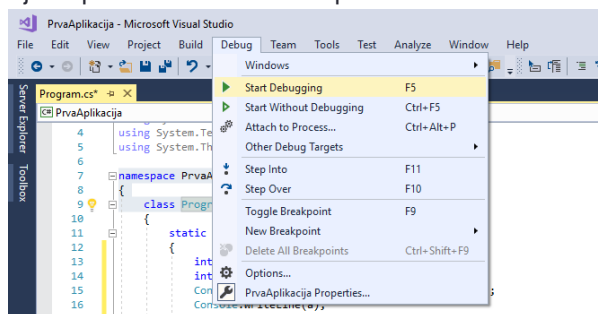 PrvaAplikacija - Microsoft Visual Studio
File Edit View Project Build Debug Team Tools Test Analyze Window Help
Windows
Start Debugging F5
Start Without Debugging Ctrl+F5
Attach to Process... Ctrl+Alt+P
Other Debug Targets
Step Into F11
Step Over F10
Toggle Breakpoint F9
New Breakpoint
Delete All Breakpoints Ctrl+Shift+F9
Options...
PrvaAplikacija Properties...
Server Explorer
Toolbox
Program.cs*
C# PrvaAplikacija
4 using System.Te
5 using System.Th
6
7 namespace PrvaA
8 {
9 class Progr
10 {
11 static
12 {
13 int
14 int
15 Con ;
16